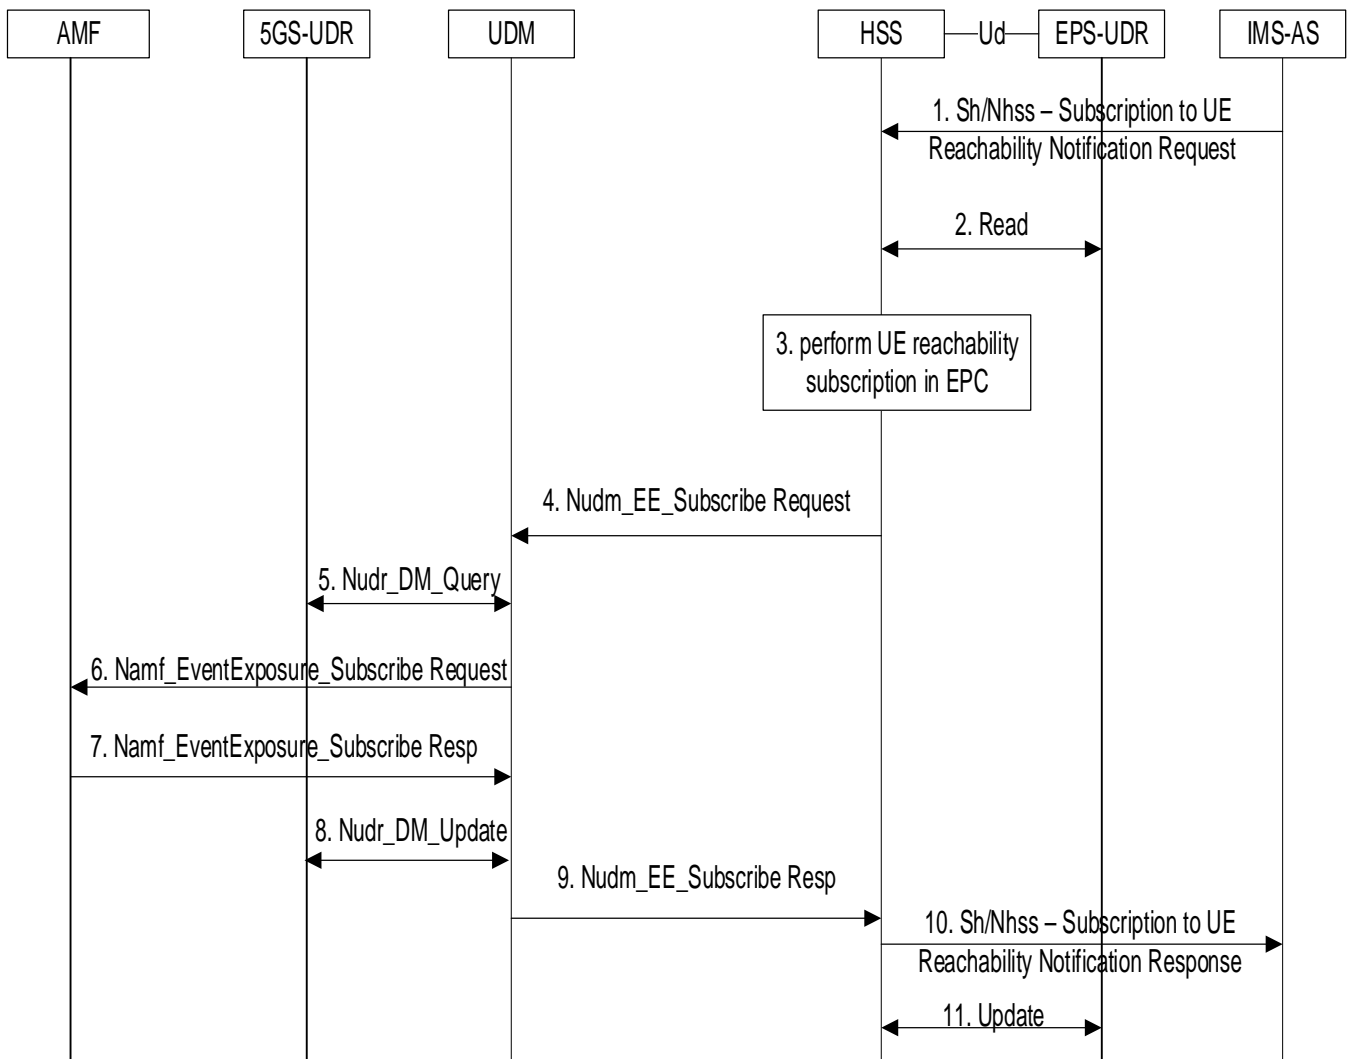 AMF
5GS-UDR
UDM
HSS
Ud
EPS-UDR
IMS-AS
1. Sh/Nhss – Subscription to UE
Reachability Notification Request
2. Read
3. perform UE reachability
subscription in EPC
4. Nudm_EE_Subscribe Request
5. Nudr_DM_Query
6. Namf_EventExposure_Subscribe Request
7. Namf_EventExposure_Subscribe Resp
8. Nudr_DM_Update
9. Nudm_EE_Subscribe Resp
10. Sh/Nhss – Subscription to UE
Reachability Notification Response
11. Update